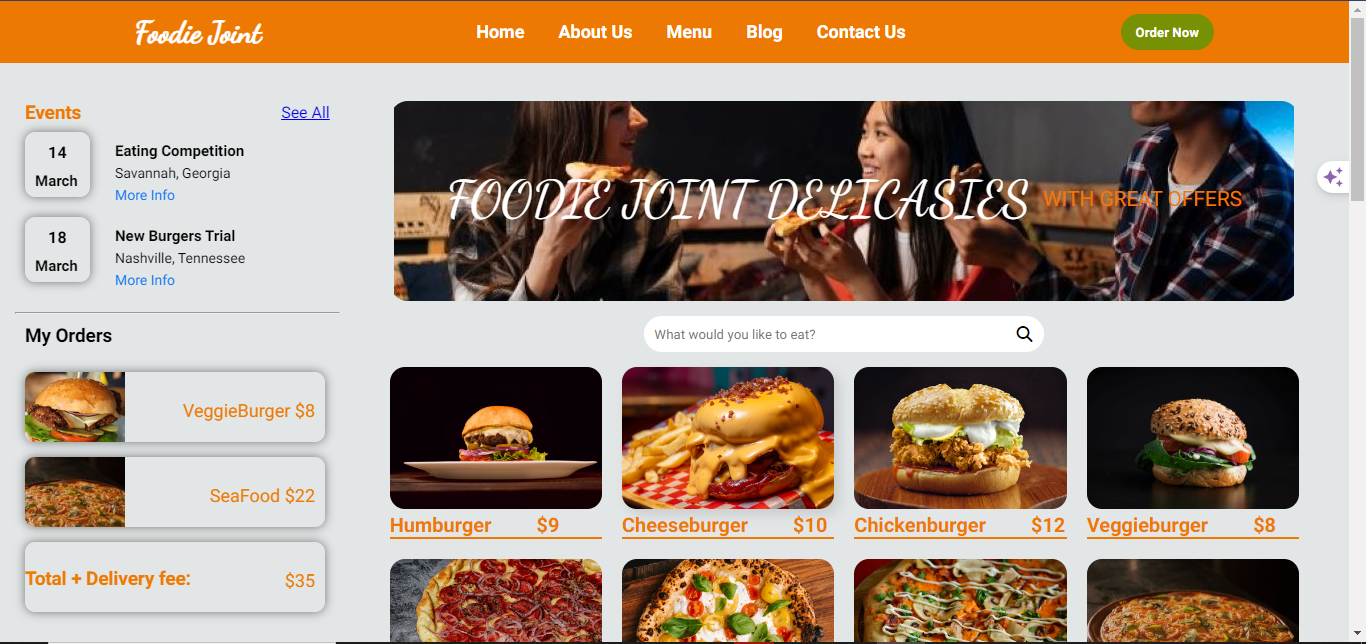 Foodie Joint
Home About Us Menu Blog Contact Us
Order Now
Events See All
14
March
Eating Competition
Savannah, Georgia
More Info
18
March
New Burgers Trial
Nashville, Tennessee
More Info
My Orders
VeggieBurger $8
SeaFood $22
Total + Delivery fee: $35
FOODIE JOINT DELICASIES WITH GREAT OFFERS
What would you like to eat?
Humburger $9
Cheeseburger $10
Chickenburger $12
Veggieburger $8